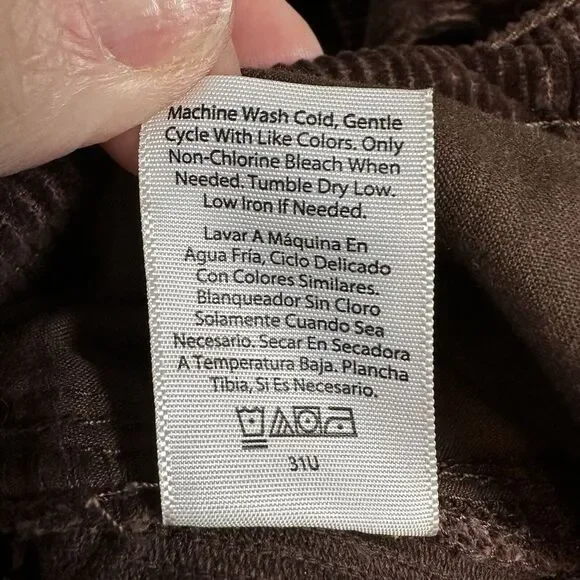 Machine Wash Cold, Gentle
Cycle With Like Colors. Only
Non-Chlorine Bleach When
Needed. Tumble Dry Low.
Low Iron If Needed.
Lavar A Máquina En
Agua Fría, Ciclo Delicado
Con Colores Similares.
Blanqueador Sin Cloro
Solamente Cuando Sea
Necesario. Secar En Secadora
A Temperatura Baja. Plancha
Tibia, Si Es Necesario.
31U